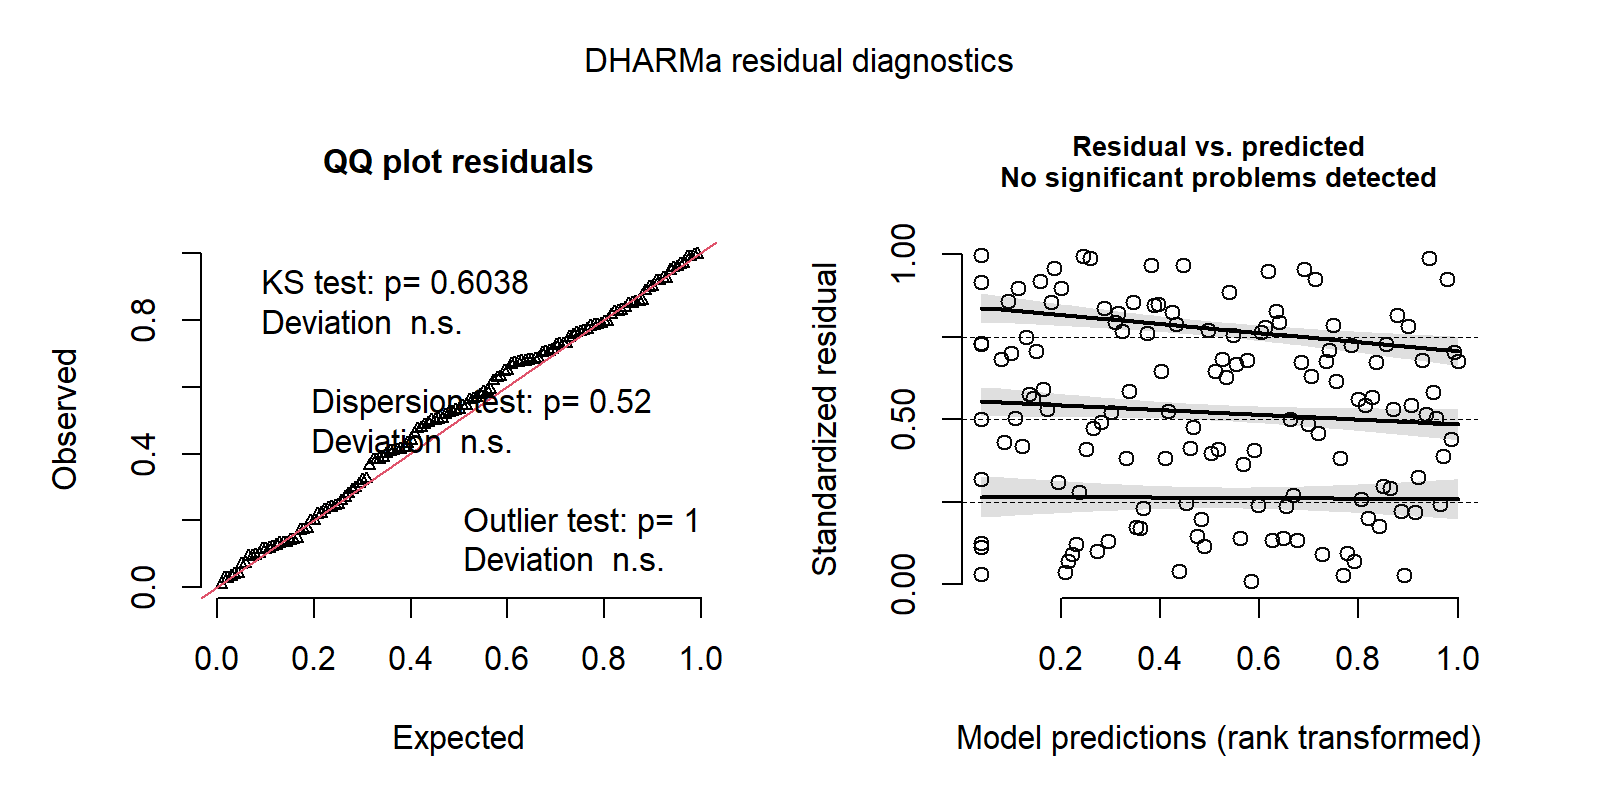 DHARMa residual diagnostics
QQ plot residuals
KS test: p= 0.6038
Deviation  n.s.
Dispersion test: p= 0.52
Deviation  n.s.
Outlier test: p= 1
Deviation  n.s.
Observed
0.0
0.4
0.8
0.0 0.2 0.4 0.6 0.8 1.0
Expected
Residual vs. predicted
No significant problems detected
Standardized residual
0.00
0.50
1.00
0.2 0.4 0.6 0.8 1.0
Model predictions (rank transformed)